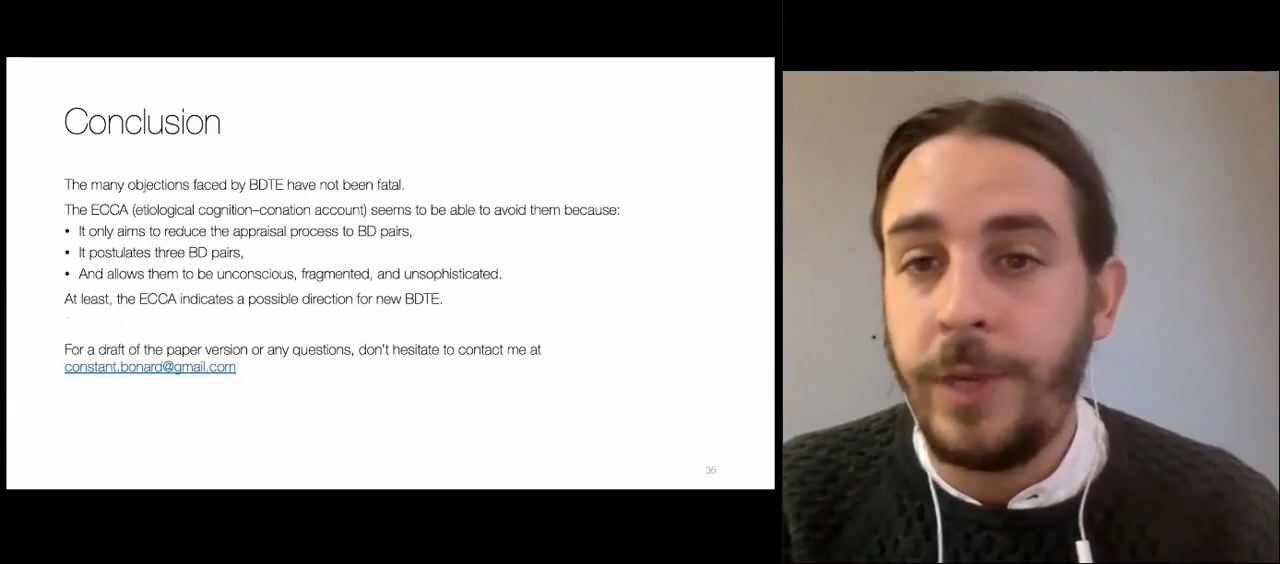 Conclusion
The many objections faced by BDTE have not been fatal.
The ECCA (etiological cognition–conation account) seems to be able to avoid them because:
• It only aims to reduce the appraisal process to BD pairs,
• It postulates three BD pairs,
• And allows them to be unconscious, fragmented, and unsophisticated.
At least, the ECCA indicates a possible direction for new BDTE.
For a draft of the paper version or any questions, don't hesitate to contact me at
constant.bonard@gmail.com
36